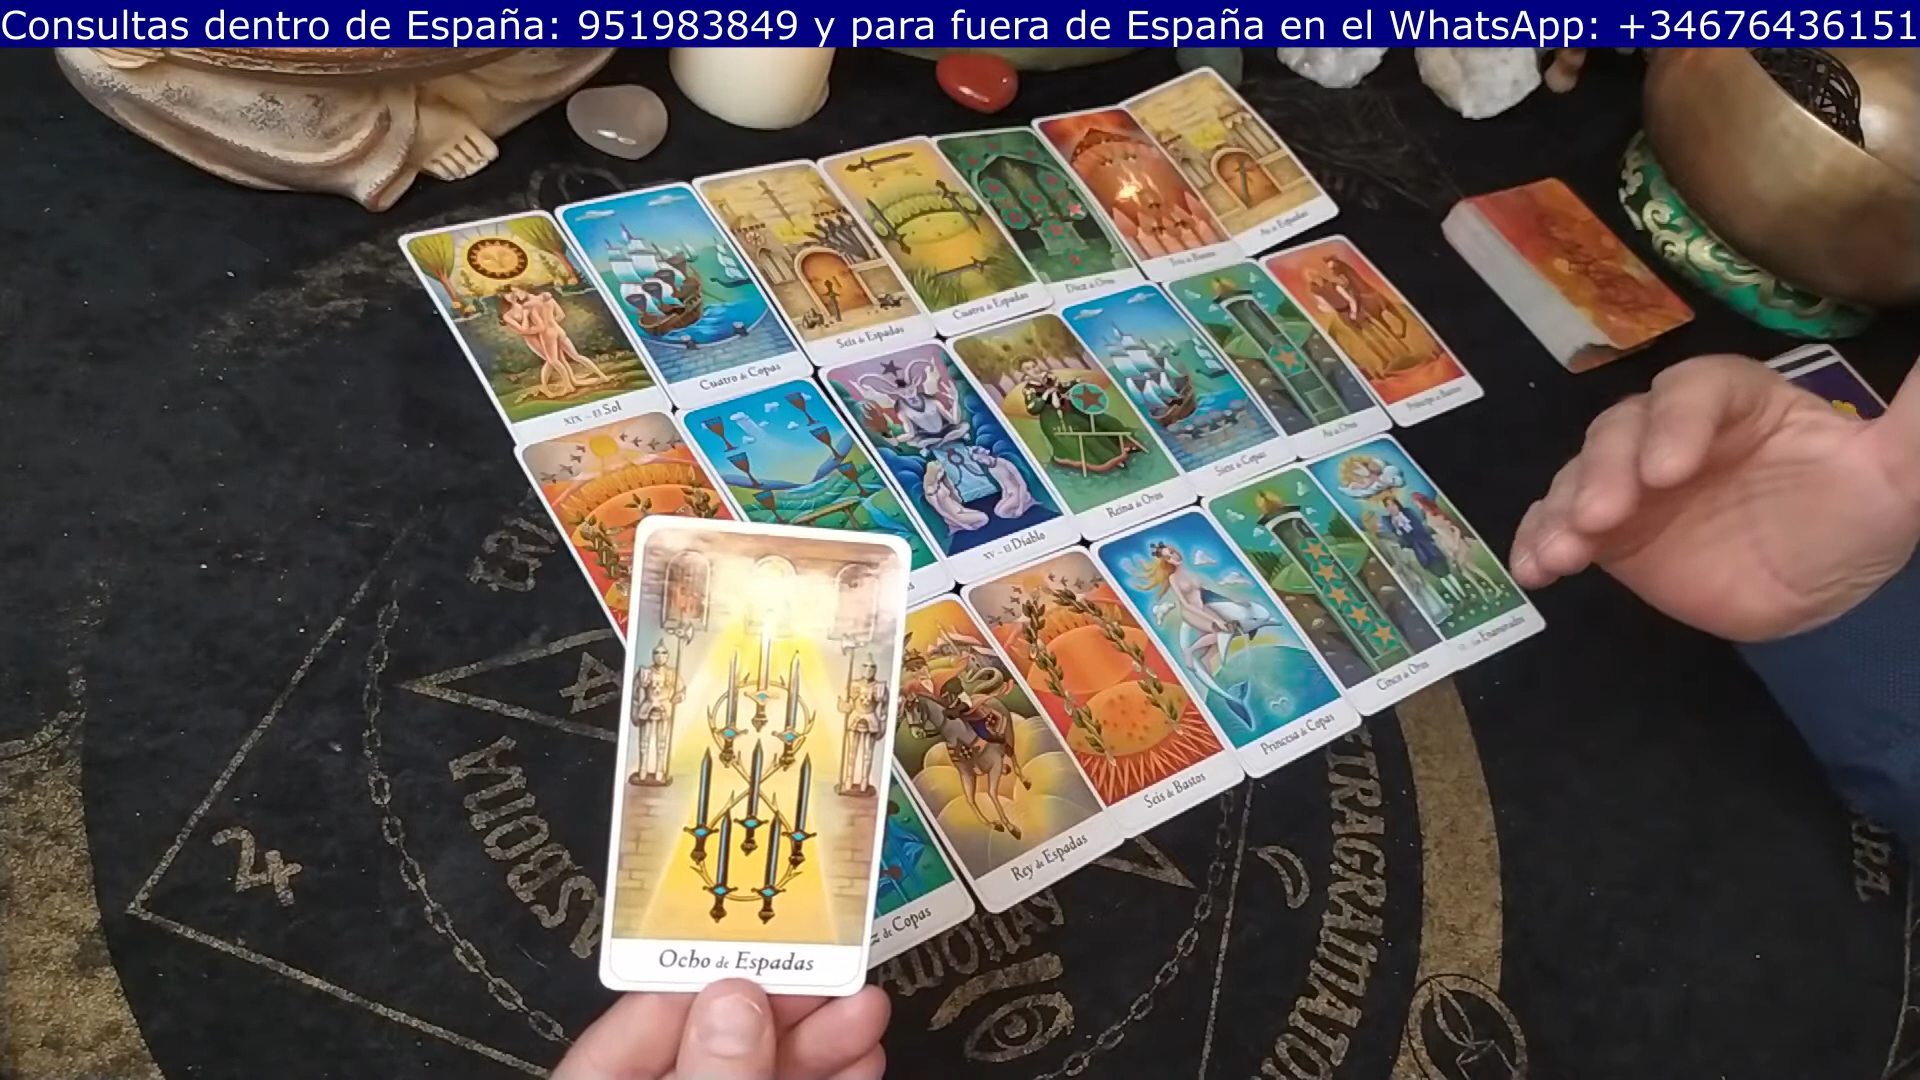 Consultas dentro de España: 951983849 y para fuera de España en el WhatsApp: +34676436151
XIX - El Sol
Cuatro de Copas
Seis de Espadas
Cuatro de Espadas
Diez de Oros
Tres de Bastos
As de Espadas
XV - El Diablo
Reina de Oros
Siete de Copas
As de Oros
Príncipe de Bastos
de Copas
Rey de Espadas
Seis de Bastos
Princesa de Copas
Cinco de Oros
Enamorados
Ocho de Espadas